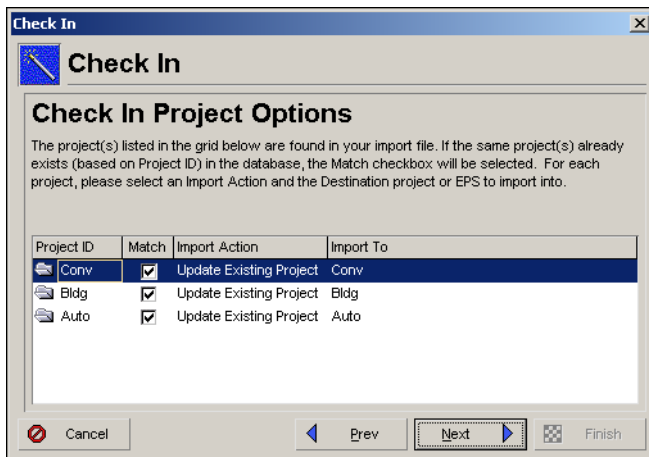 Check In
Check In
Check In Project Options
The project(s) listed in the grid below are found in your import file. If the same project(s) already
exists (based on Project ID) in the database, the Match checkbox will be selected.  For each
project, please select an Import Action and the Destination project or EPS to import into.
Project ID Match Import Action Import To
Conv Update Existing Project Conv
Bldg Update Existing Project Bldg
Auto Update Existing Project Auto
Cancel Prev Next Finish